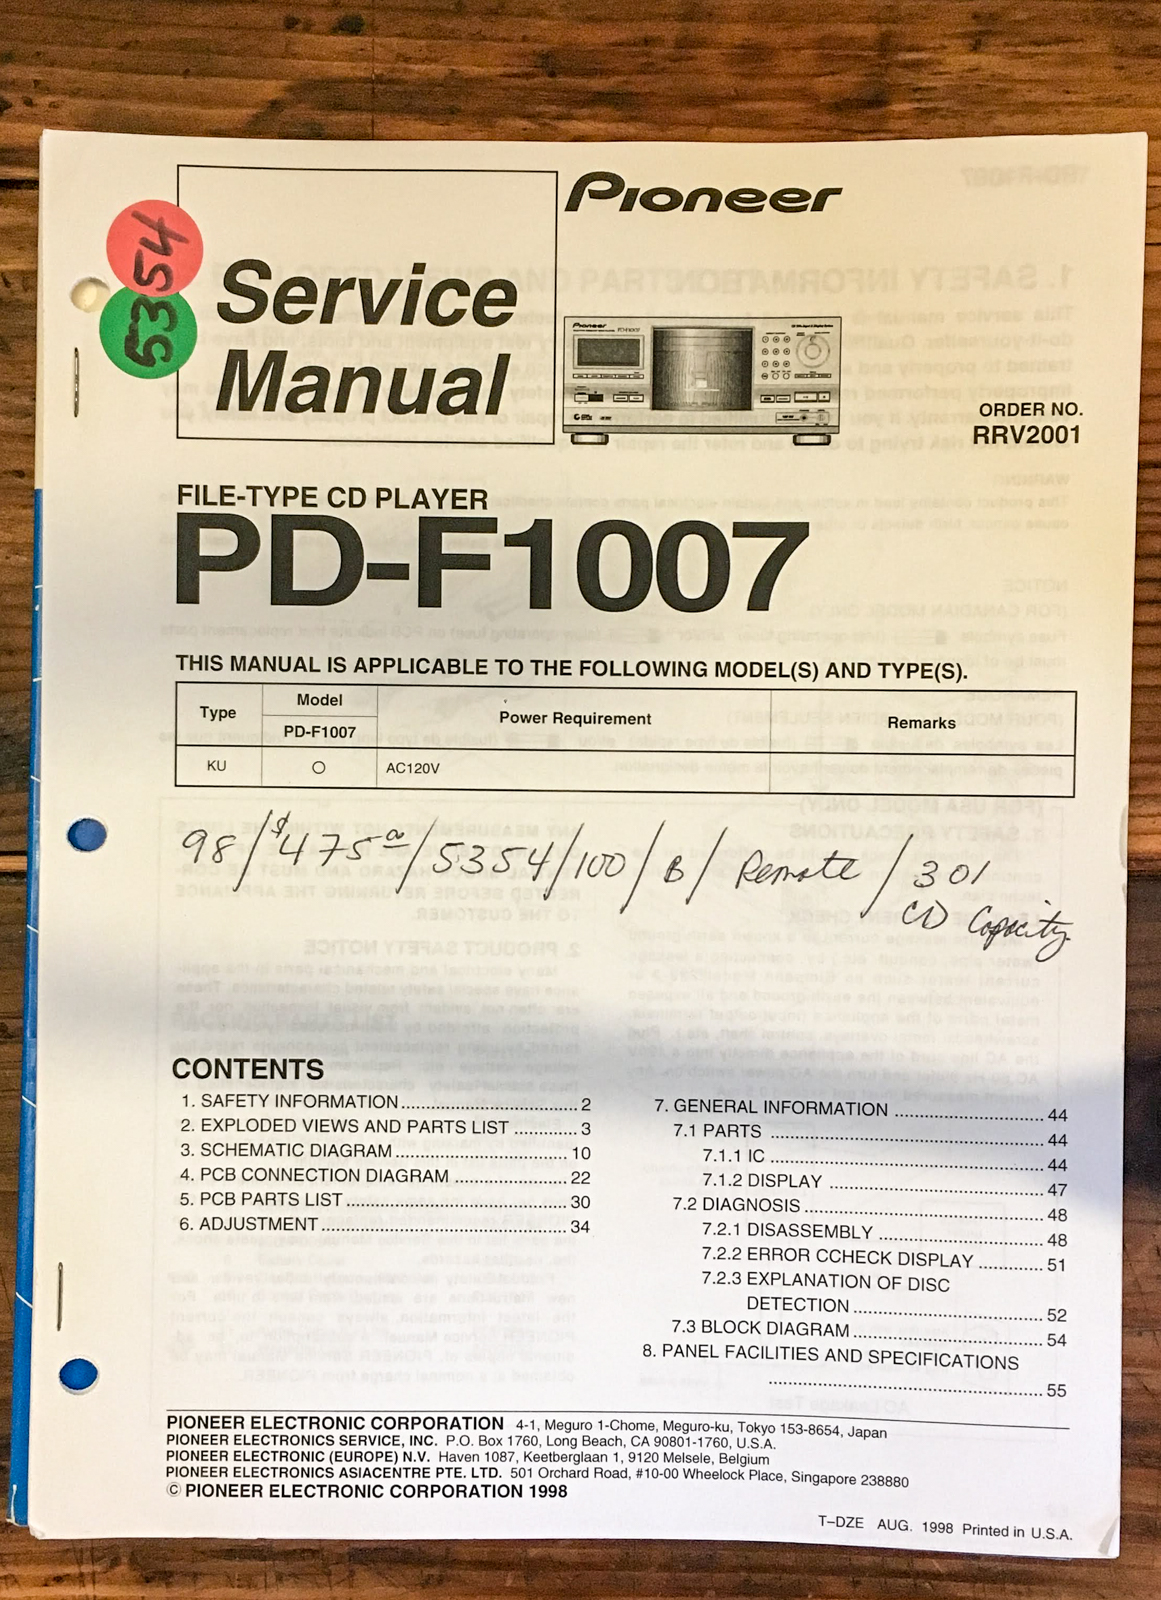 Pioneer
Service
Manual
5354
Pioneer
PD-F1007
ORDER NO.
RRV2001
FILE-TYPE CD PLAYER
PD-F1007
THIS MANUAL IS APPLICABLE TO THE FOLLOWING MODEL(S) AND TYPE(S).
Type Model Power Requirement Remarks
PD-F1007
KU ○ AC120V
98/$475.00/5354/100/B/Remote/301
CD Capacity
CONTENTS
1. SAFETY INFORMATION 2
2. EXPLODED VIEWS AND PARTS LIST 3
3. SCHEMATIC DIAGRAM 10
4. PCB CONNECTION DIAGRAM 22
5. PCB PARTS LIST 30
6. ADJUSTMENT 34
7. GENERAL INFORMATION 44
7.1 PARTS 44
7.1.1 IC 44
7.1.2 DISPLAY 47
7.2 DIAGNOSIS 48
7.2.1 DISASSEMBLY 48
7.2.2 ERROR CCHECK DISPLAY 51
7.2.3 EXPLANATION OF DISC
DETECTION 52
7.3 BLOCK DIAGRAM 54
8. PANEL FACILITIES AND SPECIFICATIONS
55
PIONEER ELECTRONIC CORPORATION 4-1, Meguro 1-Chome, Meguro-ku, Tokyo 153-8654, Japan
PIONEER ELECTRONICS SERVICE, INC. P.O. Box 1760, Long Beach, CA 90801-1760, U.S.A.
PIONEER ELECTRONIC (EUROPE) N.V. Haven 1087, Keetberglaan 1, 9120 Melsele, Belgium
PIONEER ELECTRONICS ASIACENTRE PTE. LTD. 501 Orchard Road, #10-00 Wheelock Place, Singapore 238880
© PIONEER ELECTRONIC CORPORATION 1998
T–DZE AUG. 1998 Printed in U.S.A.